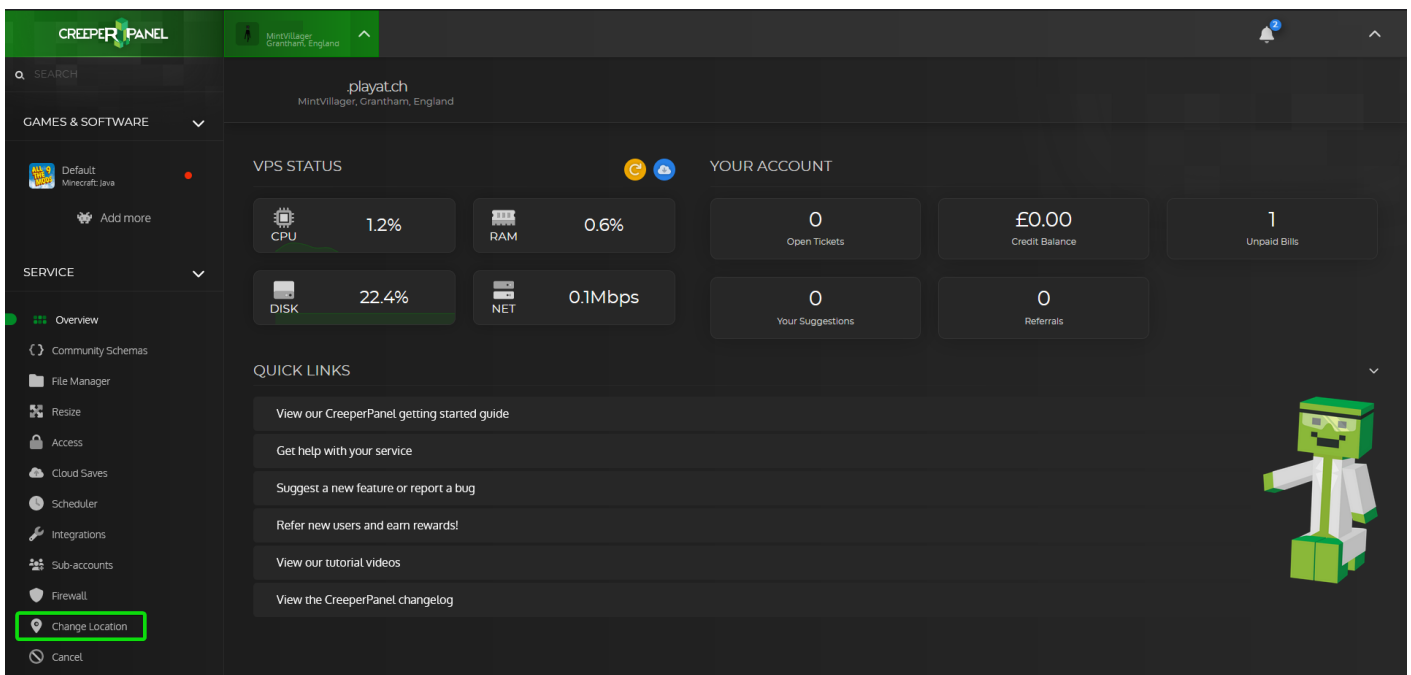 CREEPER PANEL
MintVillager
Grantham, England
2
SEARCH
.playat.ch
MintVillager, Grantham, England
GAMES & SOFTWARE
Default
Minecraft: Java
Add more
SERVICE
Overview
Community Schemas
File Manager
Resize
Access
Cloud Saves
Scheduler
Integrations
Sub-accounts
Firewall
Change Location
Cancel
VPS STATUS
CPU
1.2%
RAM
0.6%
DISK
22.4%
NET
0.1Mbps
YOUR ACCOUNT
0
Open Tickets
£0.00
Credit Balance
1
Unpaid Bills
0
Your Suggestions
0
Referrals
QUICK LINKS
View our CreeperPanel getting started guide
Get help with your service
Suggest a new feature or report a bug
Refer new users and earn rewards!
View our tutorial videos
View the CreeperPanel changelog